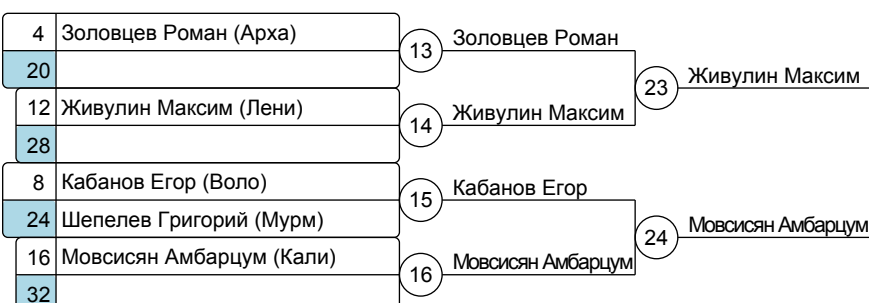 4 Золовцев Роман (Арха)
20
13 Золовцев Роман
12 Живулин Максим (Лени)
28
14 Живулин Максим
23 Живулин Максим
8 Кабанов Егор (Воло)
24 Шепелев Григорий (Мурм)
15 Кабанов Егор
16 Мовсисян Амбарцум (Кали)
32
16 Мовсисян Амбарцум
24 Мовсисян Амбарцум